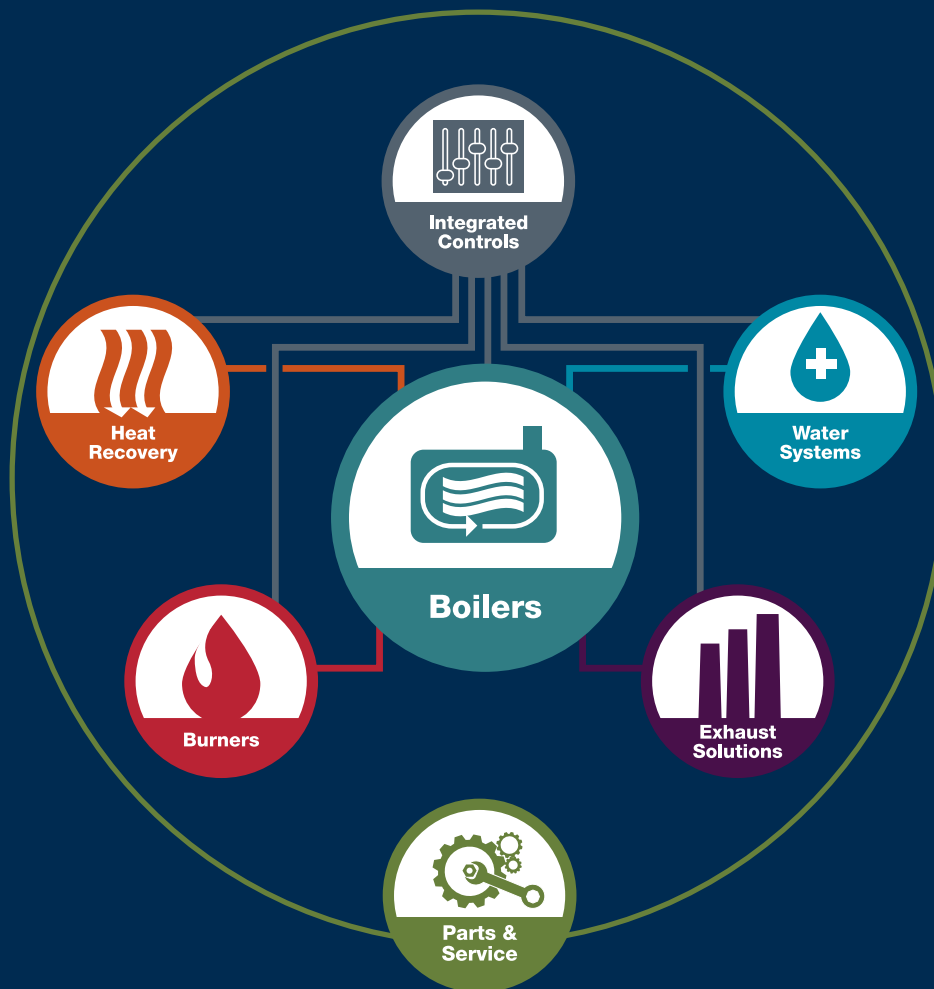 Integrated
Controls
Heat
Recovery
Water
Systems
Boilers
Burners
Exhaust
Solutions
Parts &
Service